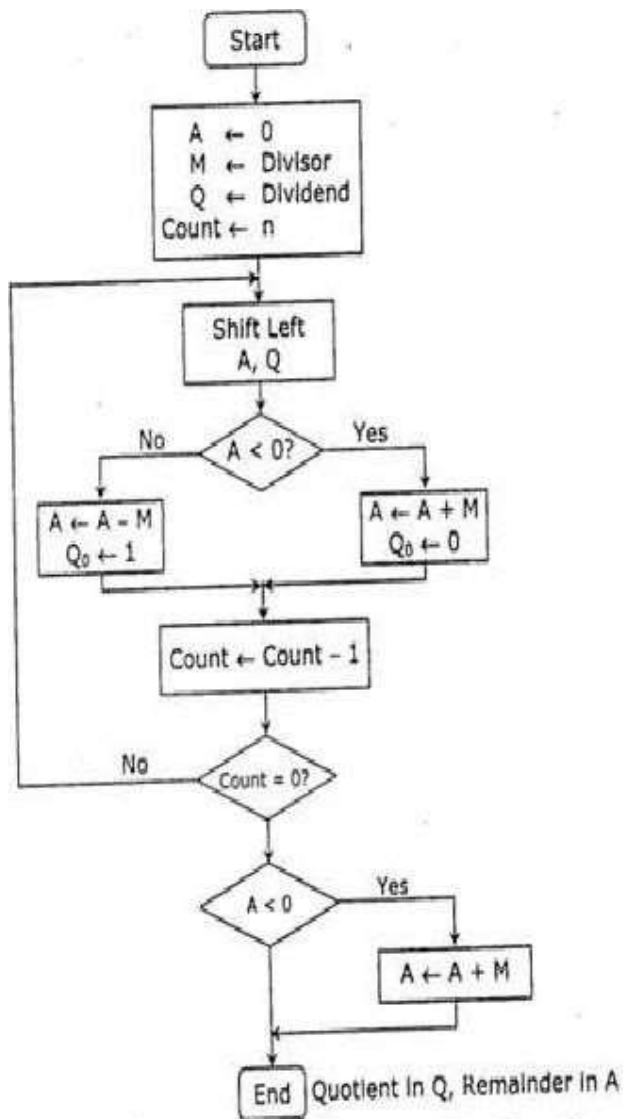 Start
A ← 0
M ← Divisor
Q ← Dividend
Count ← n
Shift Left
A, Q
No
A < 0?
Yes
A ← A – M
Q₀ ← 1
A ← A + M
Q₀ ← 0
Count ← Count – 1
No
Count = 0?
A < 0
Yes
A ← A + M
End
Quotient in Q, Remainder in A